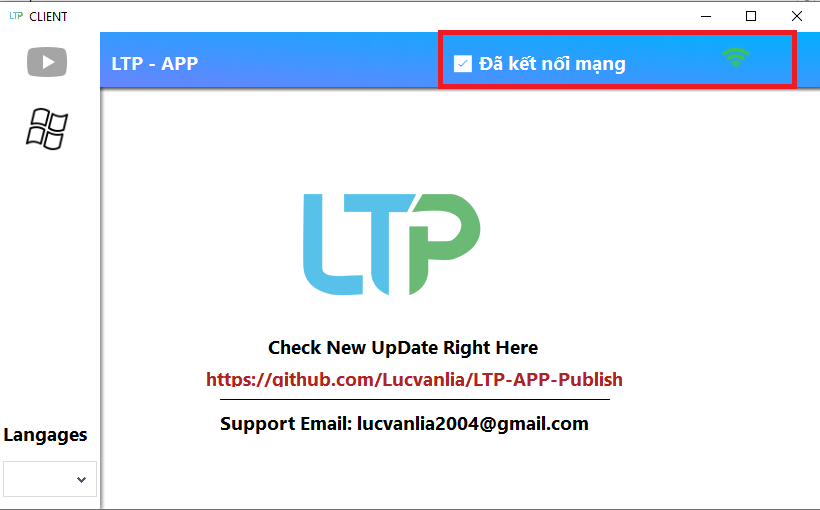 LTP CLIENT
LTP - APP
Đã kết nối mạng
LTP
Check New UpDate Right Here
https://github.com/Lucvanlia/LTP-APP-Publish
Support Email: lucvanlia2004@gmail.com
Langages